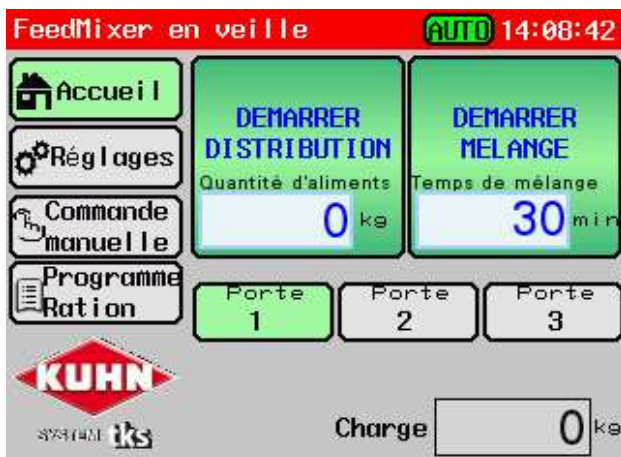 FeedMixer en veille AUTO 14:08:42
Accueil
Réglages
Commande
manuelle
Programme
Ration
DEMARRER
DISTRIBUTION
Quantité d'aliments
0 kg
DEMARRER
MELANGE
Temps de mélange
30 min
Porte
1
Porte
2
Porte
3
KUHN
SYSTEM tks
Charge 0 kg